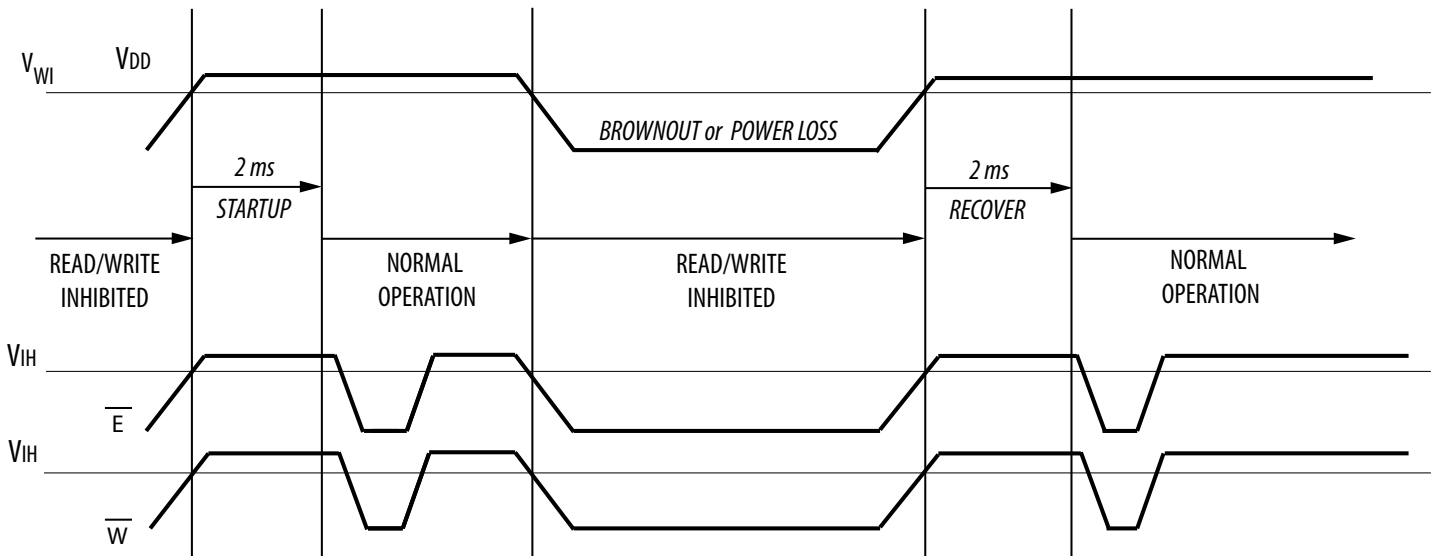 VWI VDD
BROWNOUT or POWER LOSS
2 ms
STARTUP
2 ms
RECOVER
READ/WRITE
INHIBITED
NORMAL
OPERATION
READ/WRITE
INHIBITED
NORMAL
OPERATION
VIH
E
VIH
W